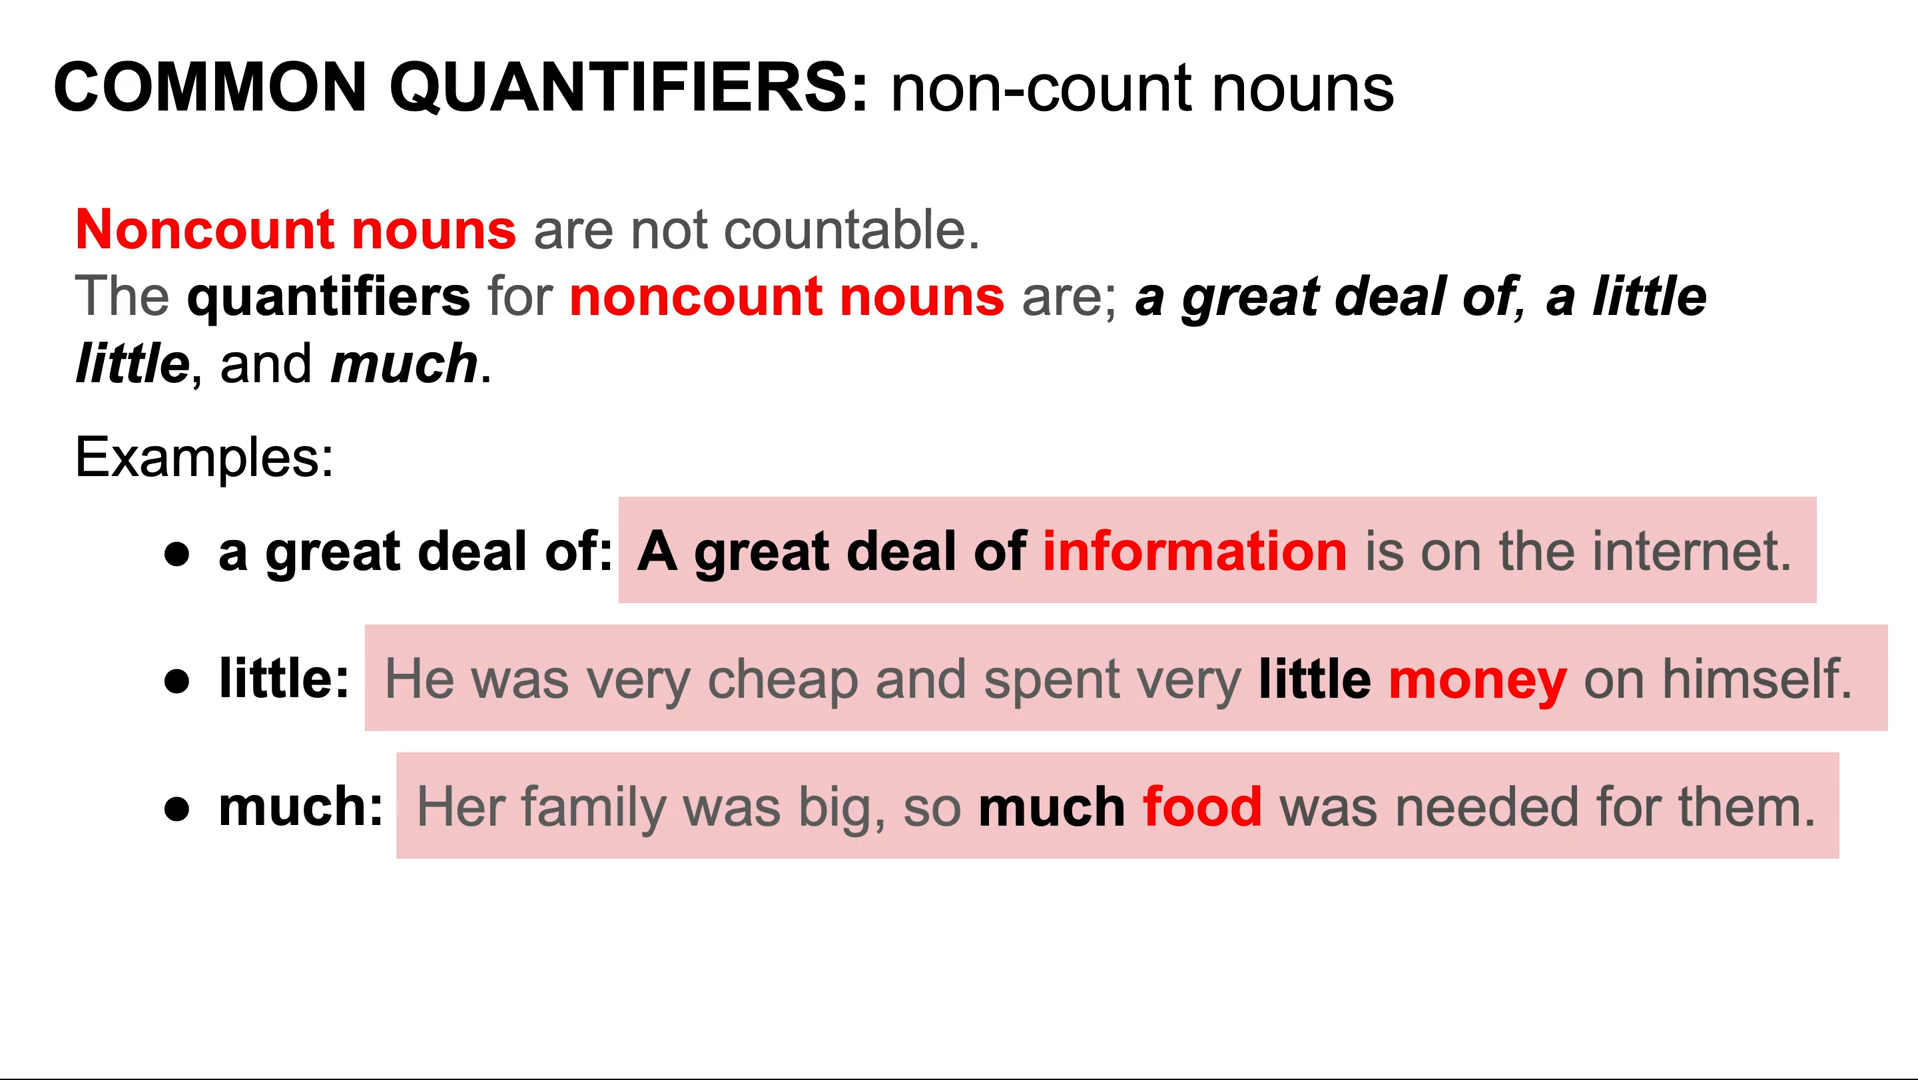 COMMON QUANTIFIERS: non-count nouns
Noncount nouns are not countable.
The quantifiers for noncount nouns are; a great deal of, a little
little, and much.
Examples:
● a great deal of: A great deal of information is on the internet.
● little: He was very cheap and spent very little money on himself.
● much: Her family was big, so much food was needed for them.